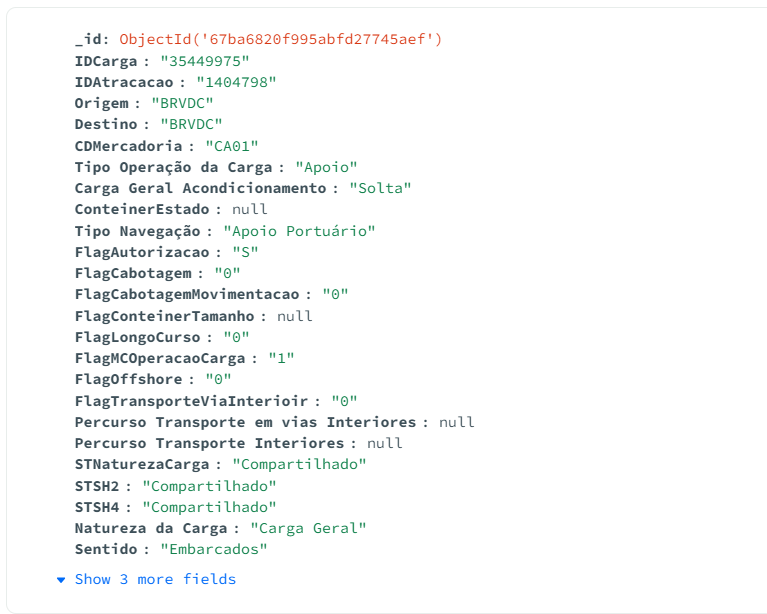 _id: ObjectId('67ba6820f995abfd27745aef')
IDCarga : "35449975"
IDAtracacao : "1404798"
Origem : "BRVDC"
Destino : "BRVDC"
CDMercadoria : "CA01"
Tipo Operação da Carga : "Apoio"
Carga Geral Acondicionamento : "Solta"
ConteinerEstado : null
Tipo Navegação : "Apoio Portuário"
FlagAutorizacao : "S"
FlagCabotagem : "0"
FlagCabotagemMovimentacao : "0"
FlagConteinerTamanho : null
FlagLongoCurso : "0"
FlagMCOperacaoCarga : "1"
FlagOffshore : "0"
FlagTransporteViaInterioir : "0"
Percurso Transporte em vias Interiores : null
Percurso Transporte Interiores : null
STNaturezaCarga : "Compartilhado"
STSH2 : "Compartilhado"
STSH4 : "Compartilhado"
Natureza da Carga : "Carga Geral"
Sentido : "Embarcados"
Show 3 more fields